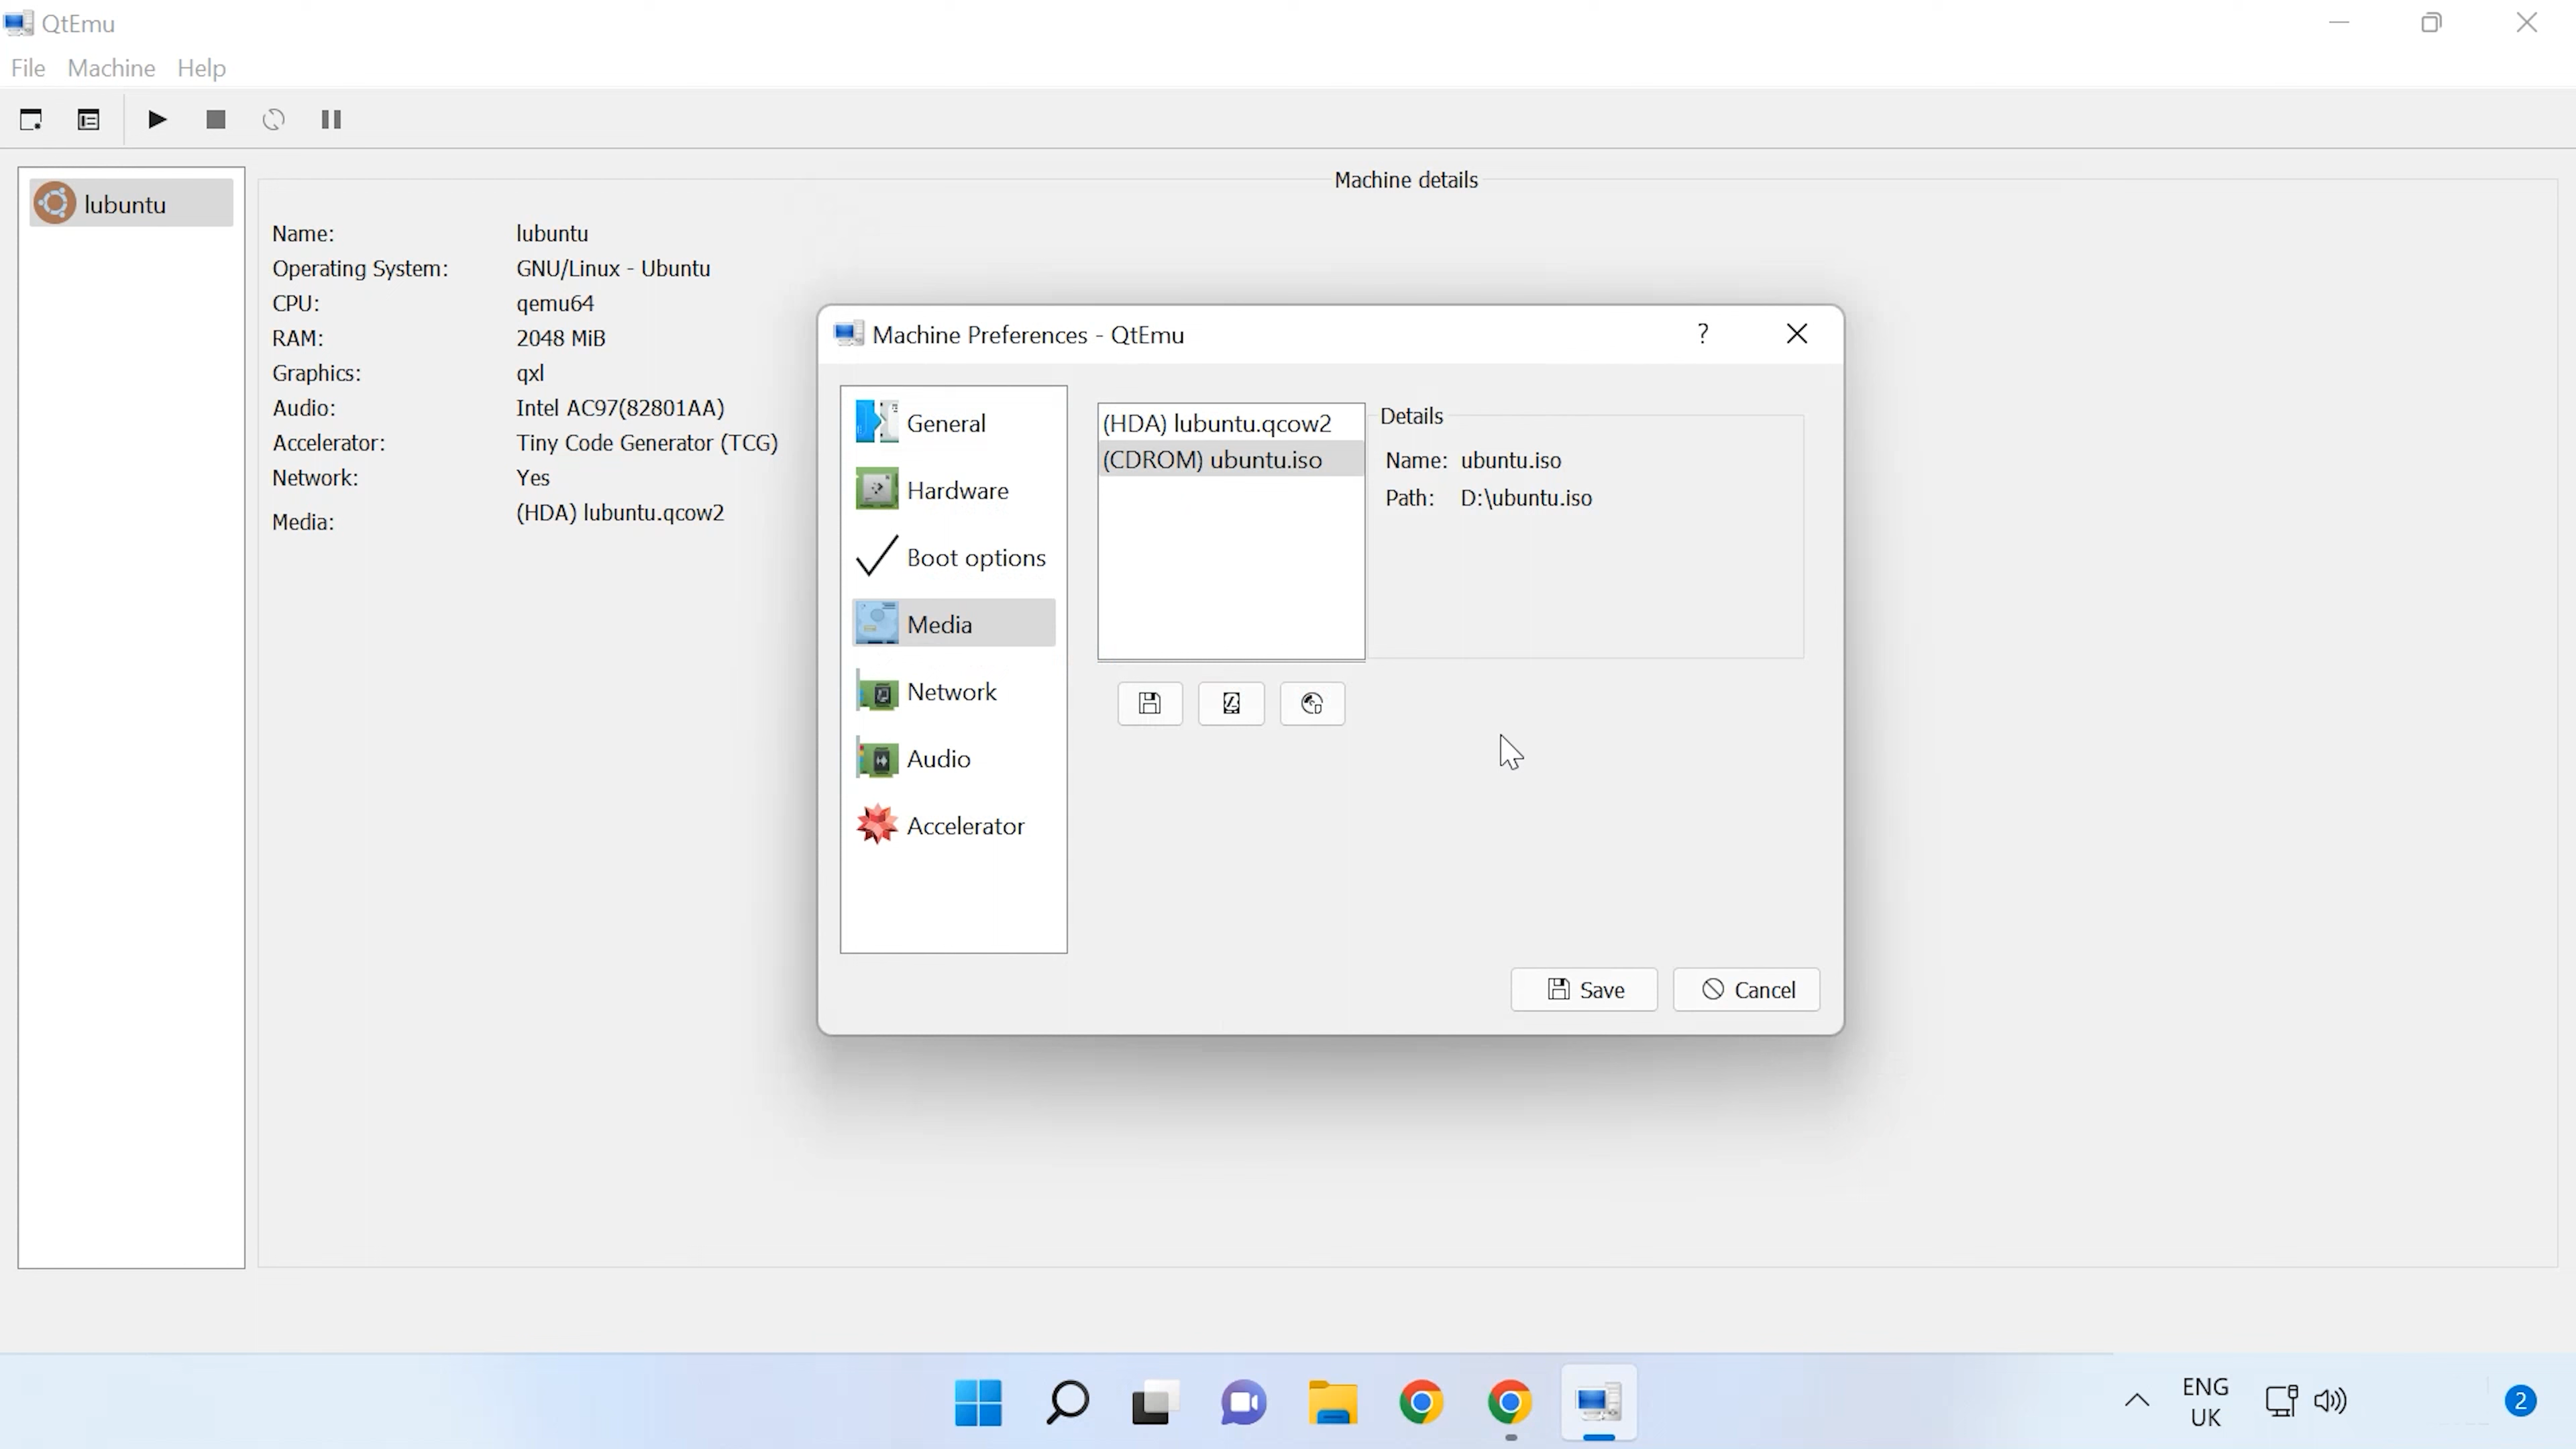 QtEmu
File Machine Help
lubuntu
Machine details
Name: lubuntu
Operating System: GNU/Linux - Ubuntu
CPU: qemu64
RAM: 2048 MiB
Graphics: qxl
Audio: Intel AC97(82801AA)
Accelerator: Tiny Code Generator (TCG)
Network: Yes
Media: (HDA) lubuntu.qcow2
Machine Preferences - QtEmu
General
Hardware
Boot options
Media
Network
Audio
Accelerator
(HDA) lubuntu.qcow2
(CDROM) ubuntu.iso
Details
Name: ubuntu.iso
Path: D:\ubuntu.iso
Save Cancel
ENG
UK
2